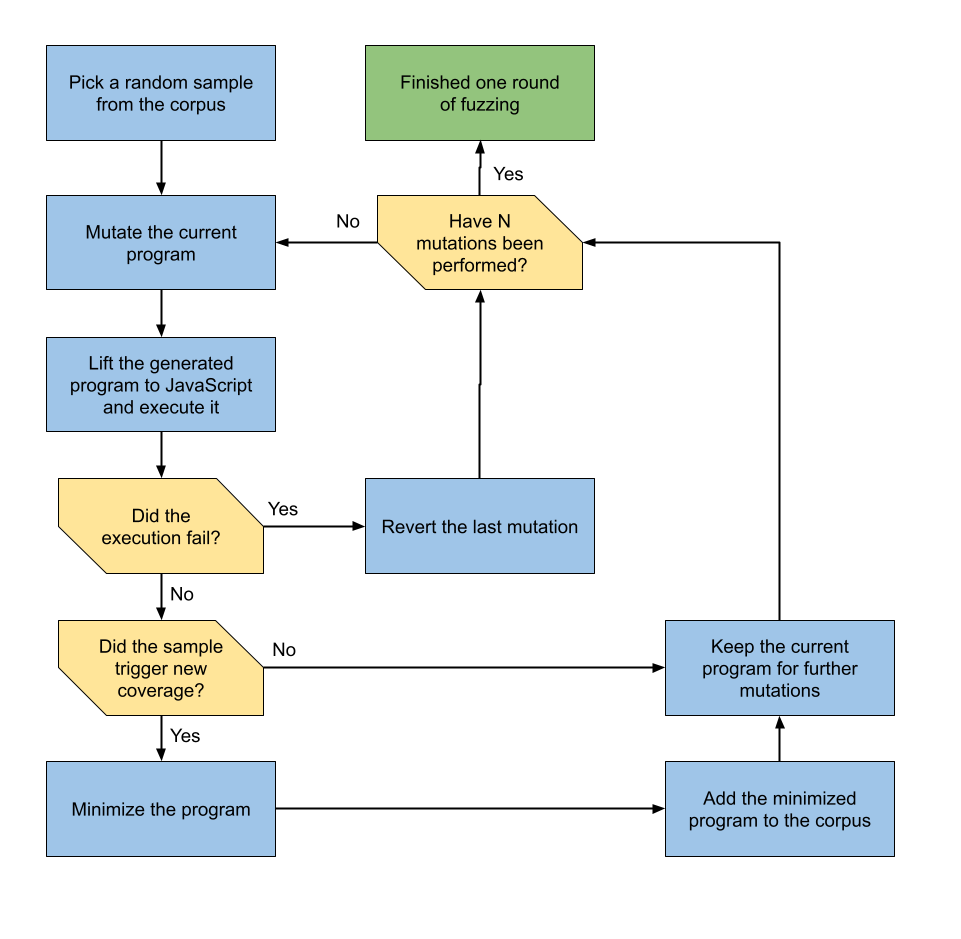 Pick a random sample
from the corpus
Finished one round
of fuzzing
Yes
Mutate the current
program
No
Have N
mutations been
performed?
Lift the generated
program to JavaScript
and execute it
Did the
execution fail?
Yes
Revert the last mutation
No
Did the sample
trigger new
coverage?
No
Keep the current
program for further
mutations
Yes
Minimize the program
Add the minimized
program to the corpus